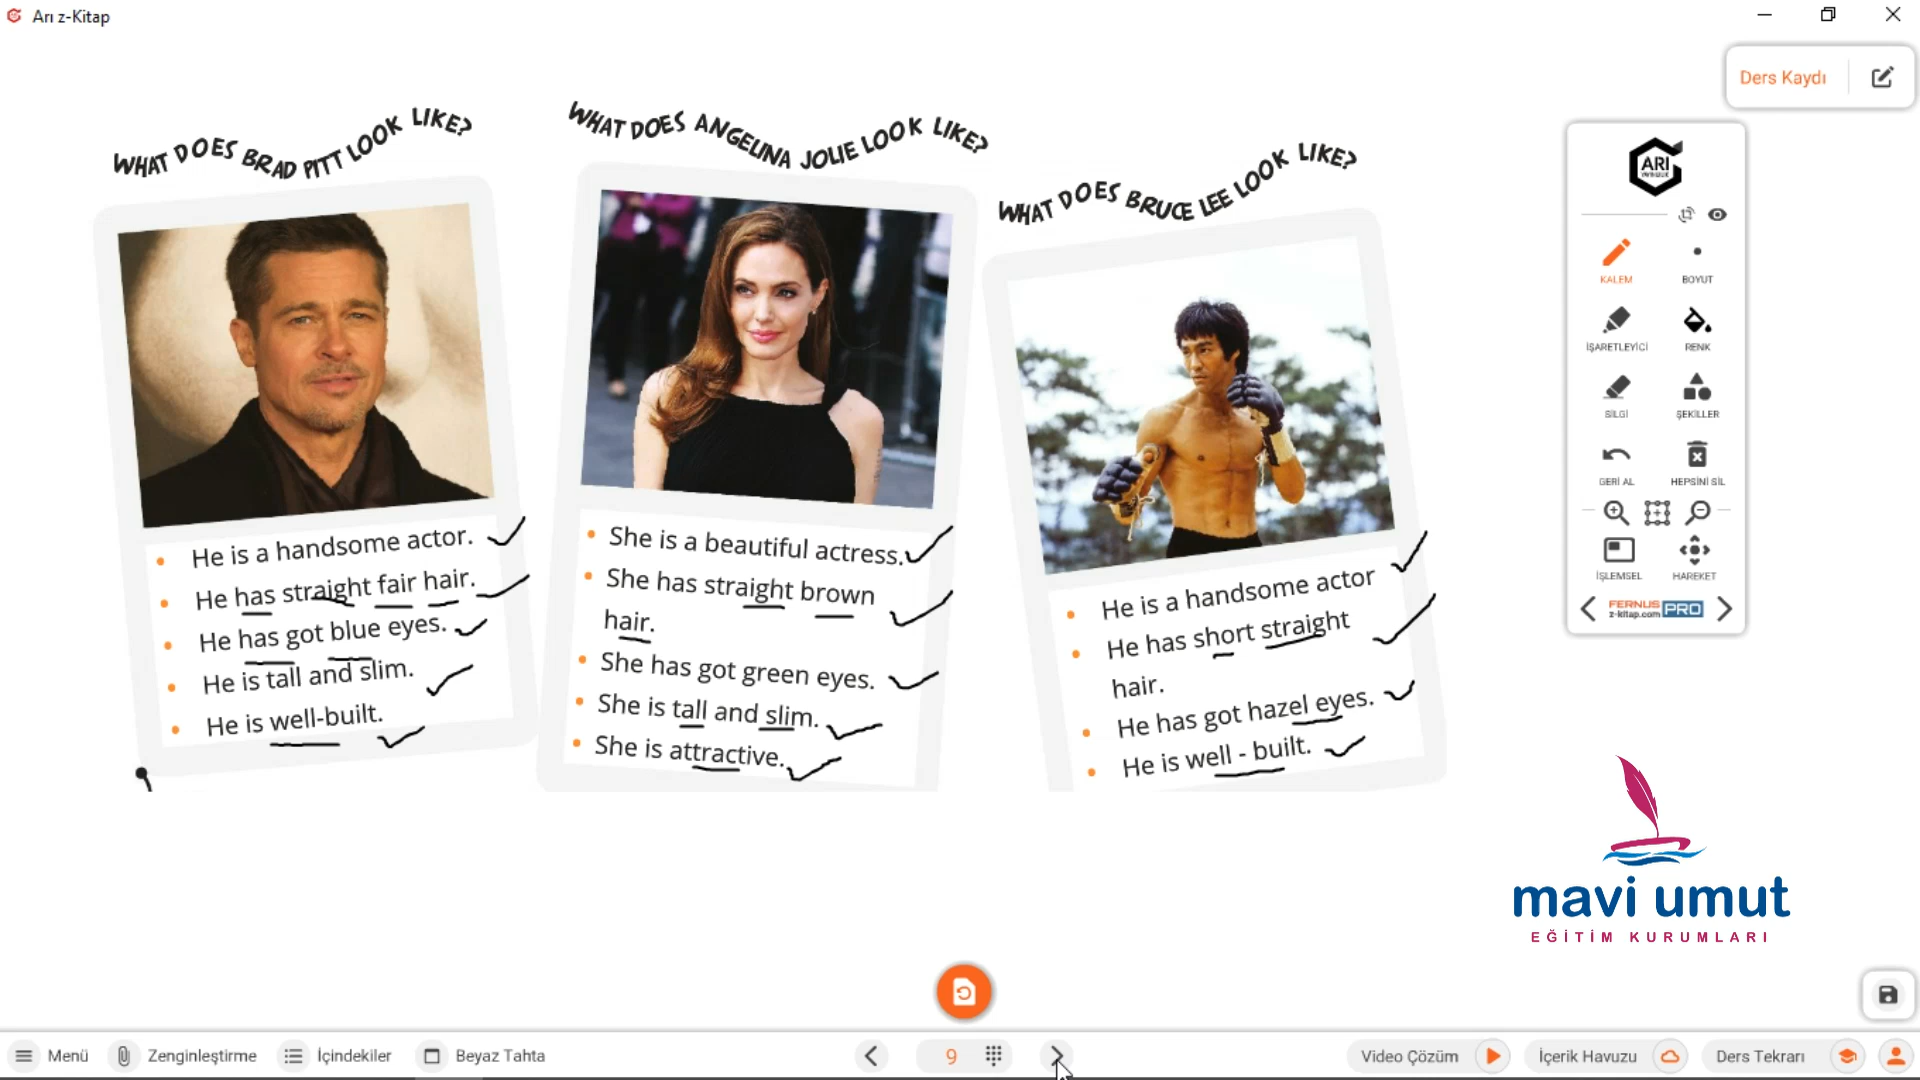 Arı z-Kitap
Ders Kaydı
WHAT DOES BRAD PITT LOOK LIKE?
He is a handsome actor.
He has straight fair hair.
He has got blue eyes.
He is tall and slim.
He is well-built.
WHAT DOES ANGELINA JOLIE LOOK LIKE?
She is a beautiful actress.
She has straight brown
hair.
She has got green eyes.
She is tall and slim.
She is attractive.
WHAT DOES BRUCE LEE LOOK LIKE?
He is a handsome actor
He has short straight
hair.
He has got hazel eyes.
He is well - built.
ARI
KALEM
BOYUT
İŞARETLEYİCİ
RENK
SİLGİ
ŞEKİLLER
GERİ AL
HEPSİNİ SİL
İŞLEMSEL
HAREKET
FERNUS
z-kitap.com
PRO
mavi umut
EĞİTİM KURUMLARI
Menü
Zenginleştirme
İçindekiler
Beyaz Tahta
9
Video Çözüm
İçerik Havuzu
Ders Tekrarı